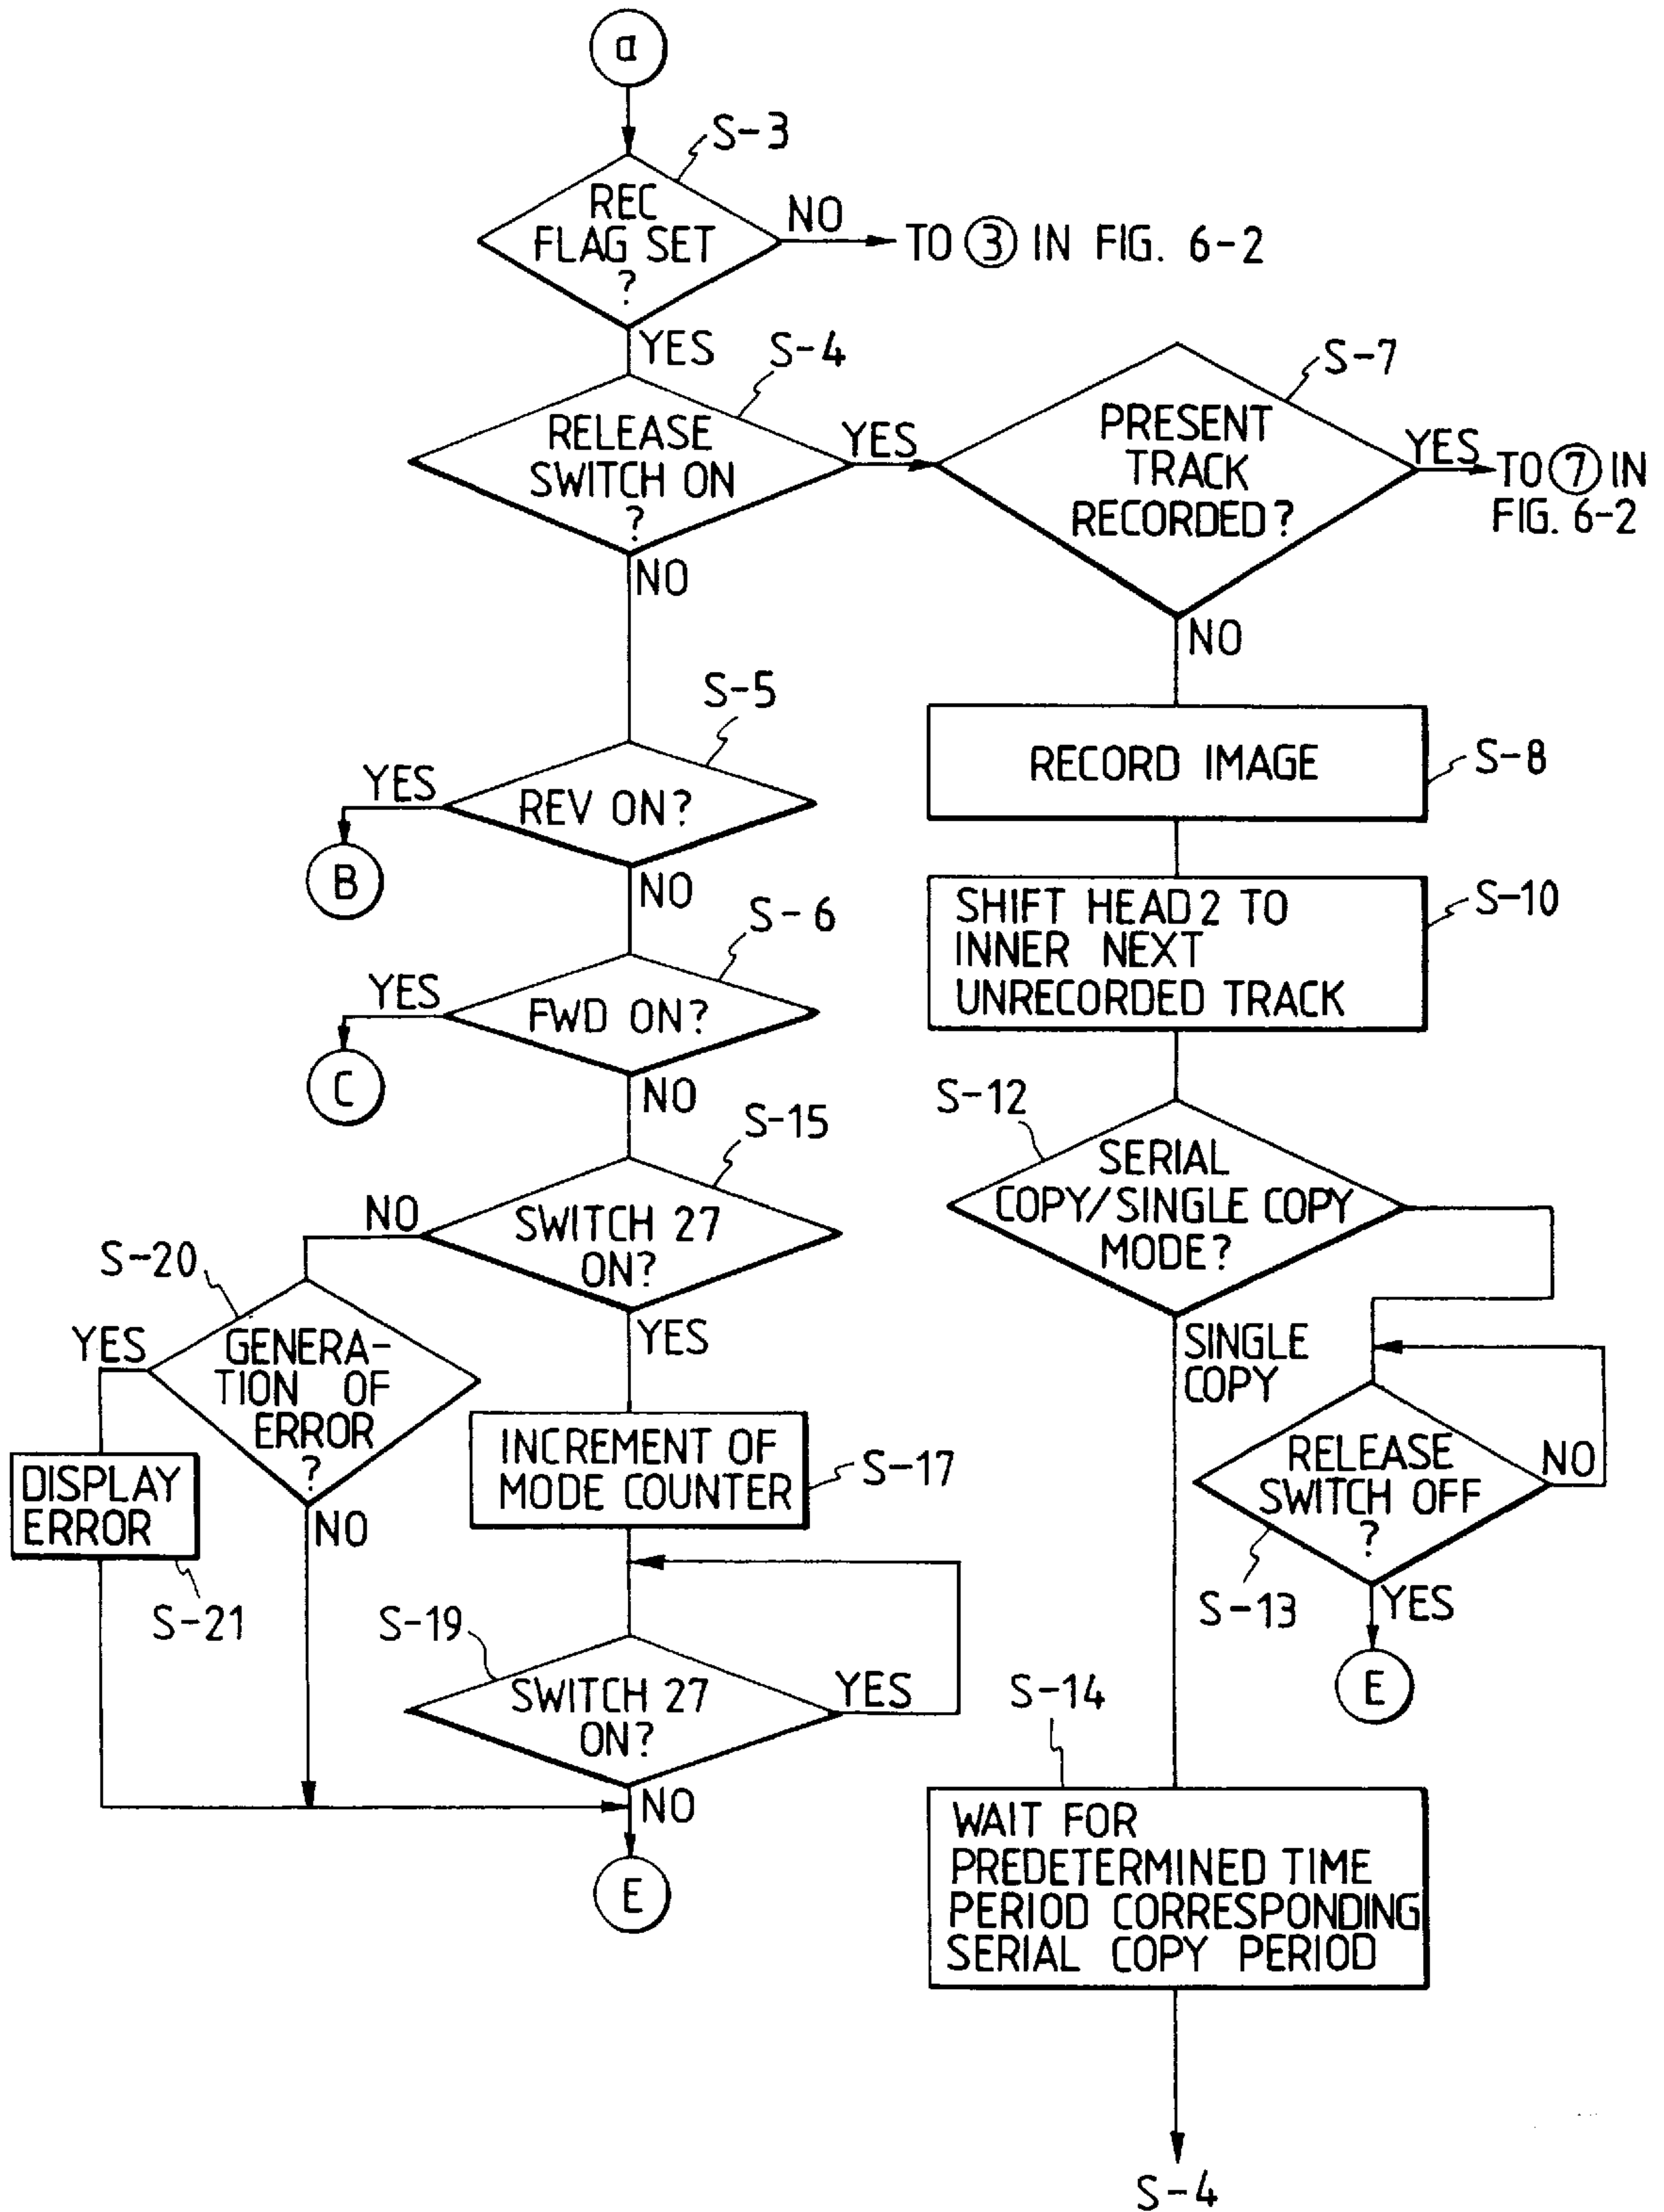 a
S-3
REC
FLAG SET
?
NO
TO ③ IN FIG. 6-2
YES
S-4
RELEASE
SWITCH ON
?
YES
NO
S-7
PRESENT
TRACK
RECORDED?
YES
TO ⑦ IN
FIG. 6-2
NO
S-5
REV ON?
YES
B
NO
S-8
RECORD IMAGE
S-6
FWD ON?
YES
C
NO
S-10
SHIFT HEAD 2 TO
INNER NEXT
UNRECORDED TRACK
S-15
SWITCH 27
ON?
NO
YES
S-12
SERIAL
COPY/SINGLE COPY
MODE?
SINGLE
COPY
S-20
GENERA-
TION OF
ERROR
?
YES
NO
DISPLAY
ERROR
S-21
INCREMENT OF
MODE COUNTER
S-17
RELEASE
SWITCH OFF
?
NO
S-13
YES
E
S-19
SWITCH 27
ON?
YES
NO
E
S-14
WAIT FOR
PREDETERMINED TIME
PERIOD CORRESPONDING
SERIAL COPY PERIOD
S-4